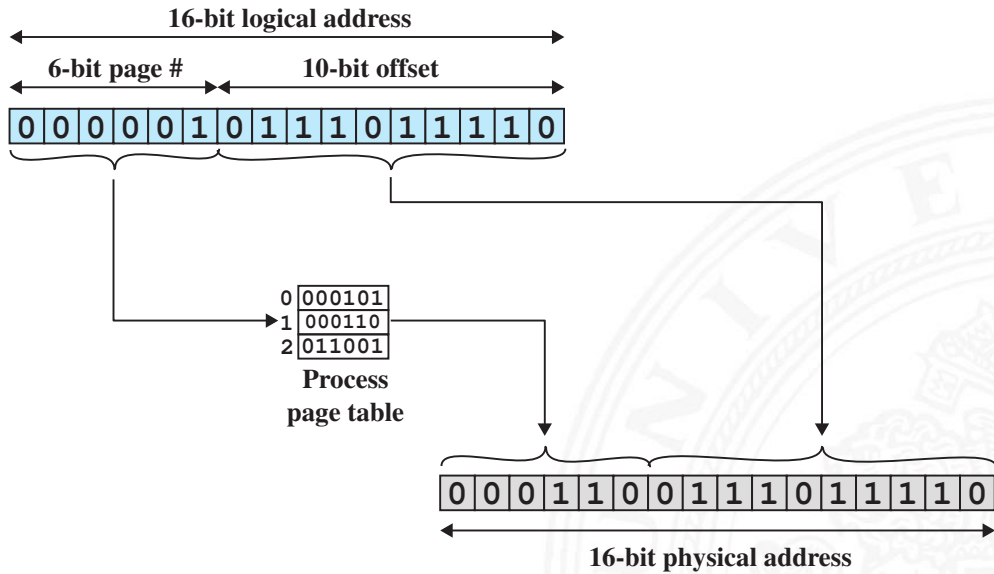 16-bit logical address
6-bit page # 10-bit offset
0 0 0 0 0 1 0 1 1 1 0 1 1 1 1 0
0 000101
1 000110
2 011001
Process
page table
0 0 0 1 1 0 0 1 1 1 0 1 1 1 1 0
16-bit physical address
NIVE